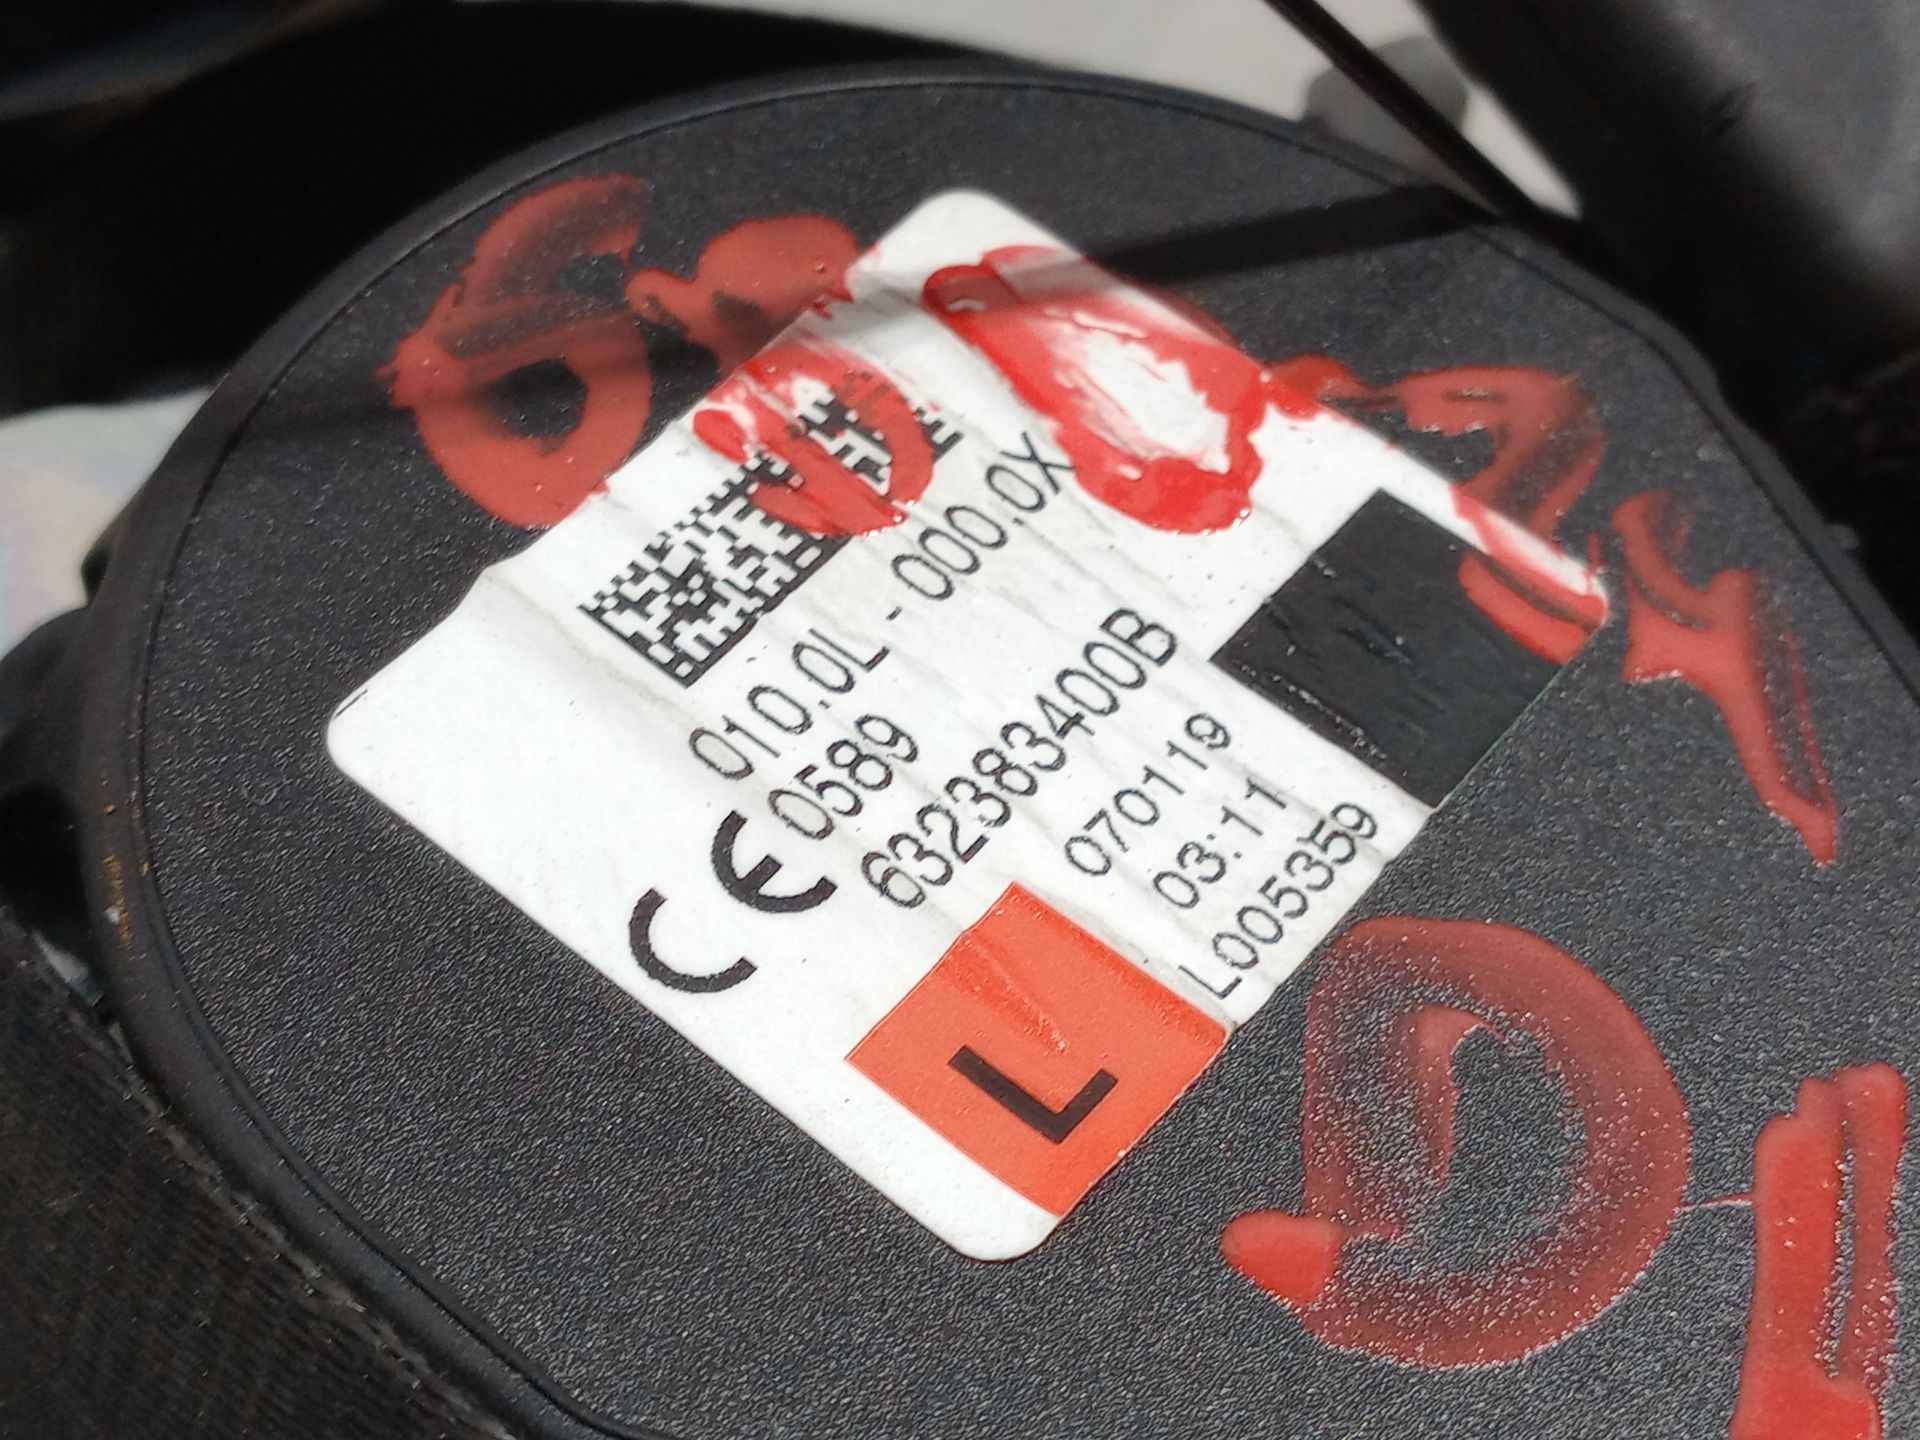 010.0L - 000.0X
CE 0589
632383400B
070119
03:11
L005359
L